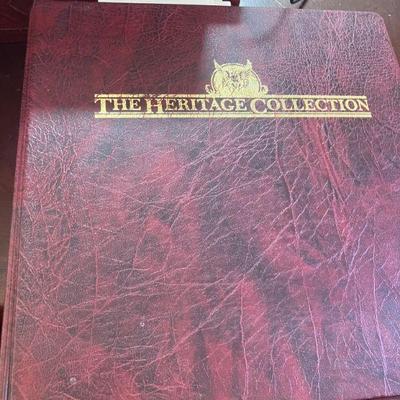 THE HERITAGE COLLECTION